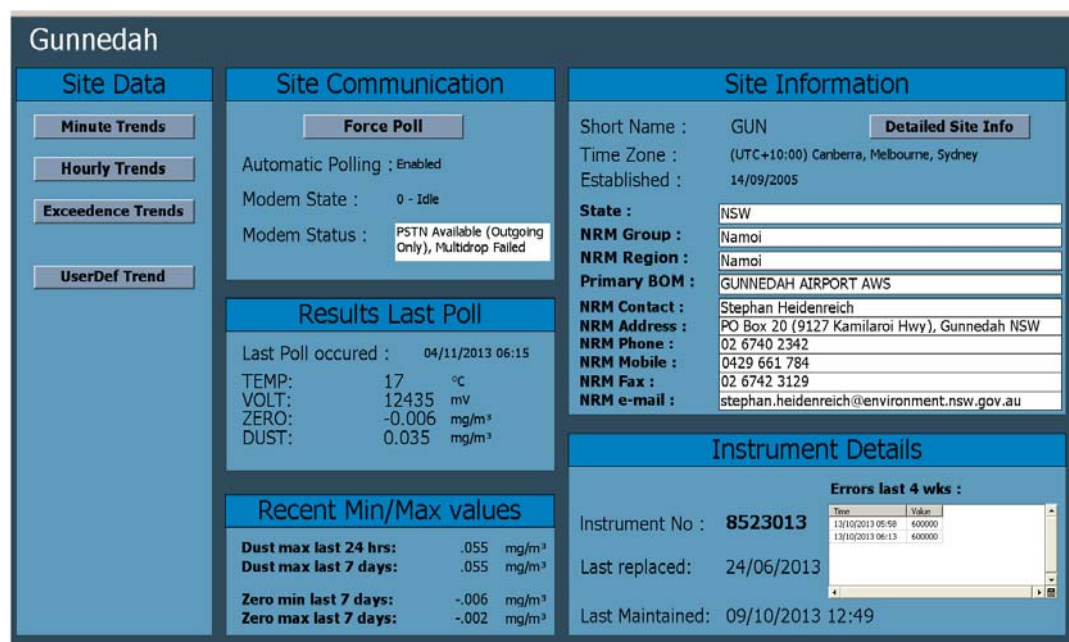 Gunnedah
Site Data
Minute Trends
Hourly Trends
Exceedence Trends
UserDef Trend
Site Communication
Force Poll
Automatic Polling : Enabled
Modem State : 0 - Idle
Modem Status : PSTN Available (Outgoing
Only), Multidrop Failed
Results Last Poll
Last Poll occured : 04/11/2013 06:15
TEMP: 17 °C
VOLT: 12435 mV
ZERO: -0.006 mg/m³
DUST: 0.035 mg/m³
Recent Min/Max values
Dust max last 24 hrs: .055 mg/m³
Dust max last 7 days: .055 mg/m³
Zero min last 7 days: -.006 mg/m³
Zero max last 7 days: -.002 mg/m³
Site Information
Short Name : GUN Detailed Site Info
Time Zone : (UTC+10:00) Canberra, Melbourne, Sydney
Established : 14/09/2005
State : NSW
NRM Group : Namoi
NRM Region : Namoi
Primary BOM : GUNNEDAH AIRPORT AWS
NRM Contact : Stephan Heidenreich
NRM Address : PO Box 20 (9127 Kamilaroi Hwy), Gunnedah NSW
NRM Phone : 02 6740 2342
NRM Mobile : 0429 661 784
NRM Fax : 02 6742 3129
NRM e-mail : stephan.heidenreich@environment.nsw.gov.au
Instrument Details
Errors last 4 wks :
Time Value
13/10/2013 05:58 600000
13/10/2013 06:13 600000
Instrument No : 8523013
Last replaced: 24/06/2013
Last Maintained: 09/10/2013 12:49